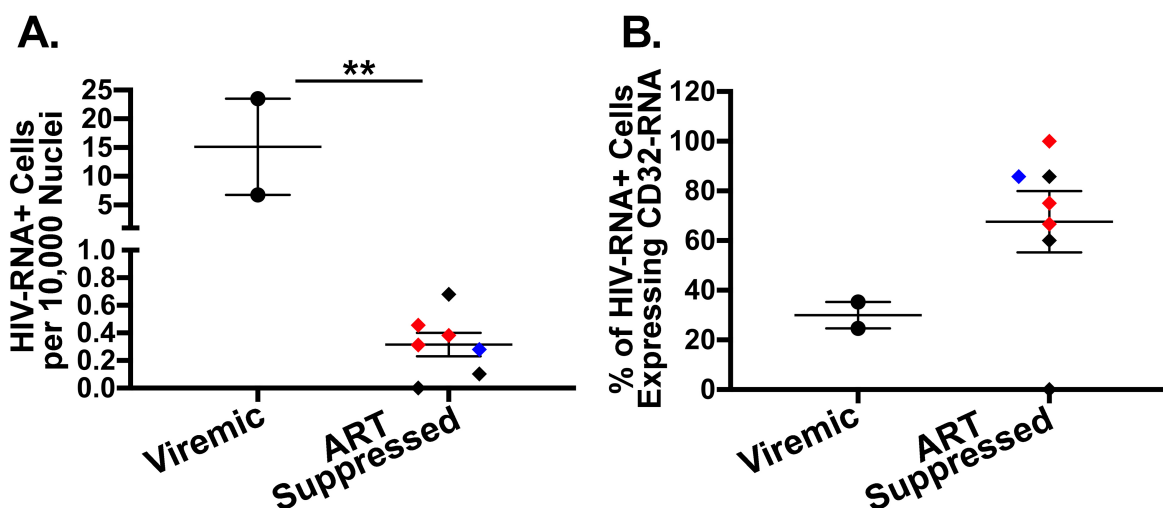 A.
HIV-RNA+ Cells
per 10,000 Nuclei
25
20
15
10
5
1.0
0.8
0.6
0.4
0.2
0.0
**
Viremic
ART
Suppressed
B.
% of HIV-RNA+ Cells
Expressing CD32-RNA
120
100
80
60
40
20
0
Viremic
ART
Suppressed